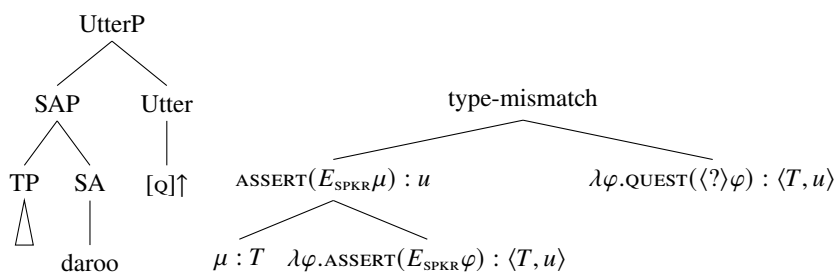 UtterP
SAP Utter type-mismatch
TP SA [Q]↑ ASSERT(E_SPKR μ) : u λφ.QUEST(⟨?⟩φ) : ⟨T, u⟩
daroo μ : T λφ.ASSERT(E_SPKR φ) : ⟨T, u⟩